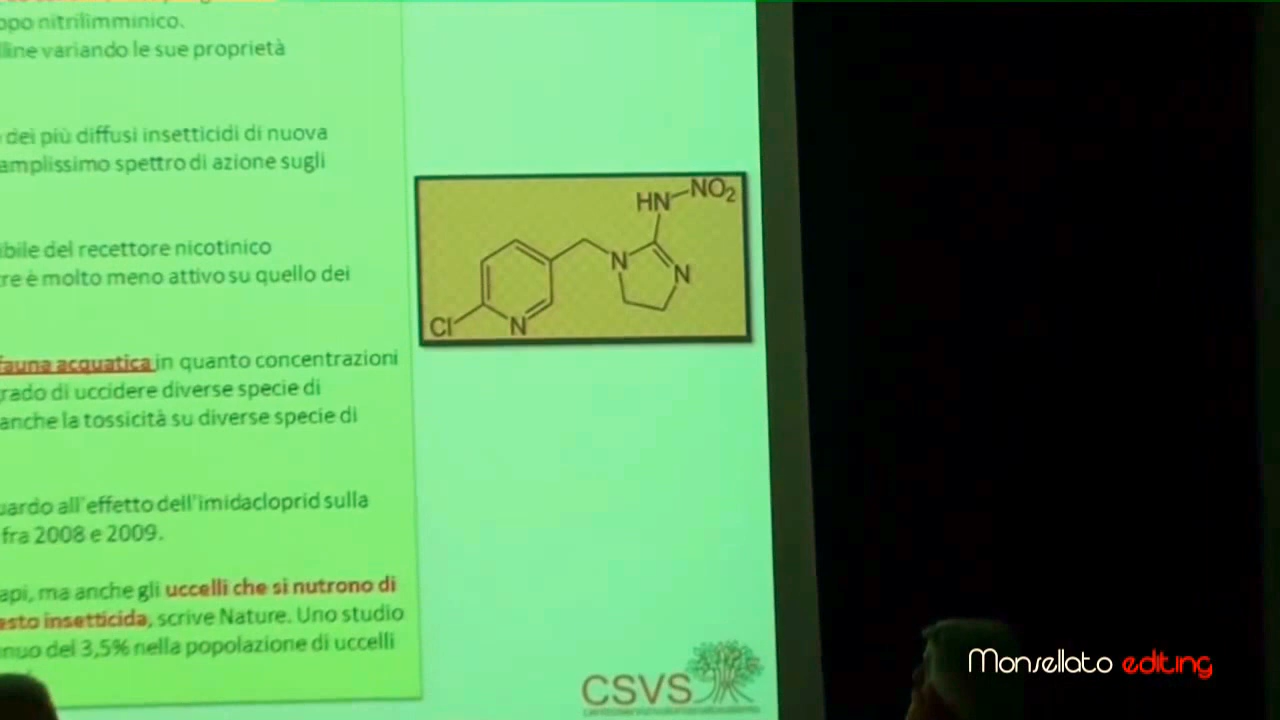 opo nitrilimminico.
lline variando le sue proprietà
dei più diffusi insetticidi di nuova
amplissimo spettro di azione sugli
ibile del recettore nicotinico
tre è molto meno attivo su quello dei
fauna acquatica in quanto concentrazioni
grado di uccidere diverse specie di
anche la tossicità su diverse specie di
uardo all'effetto dell'imidacloprid sulla
fra 2008 e 2009.
api, ma anche gli uccelli che si nutrono di
esto insetticida, scrive Nature. Uno studio
nuo del 3,5% nella popolazione di uccelli
HN NO2
N
N
Cl
N
CSVS
Monsellato editing